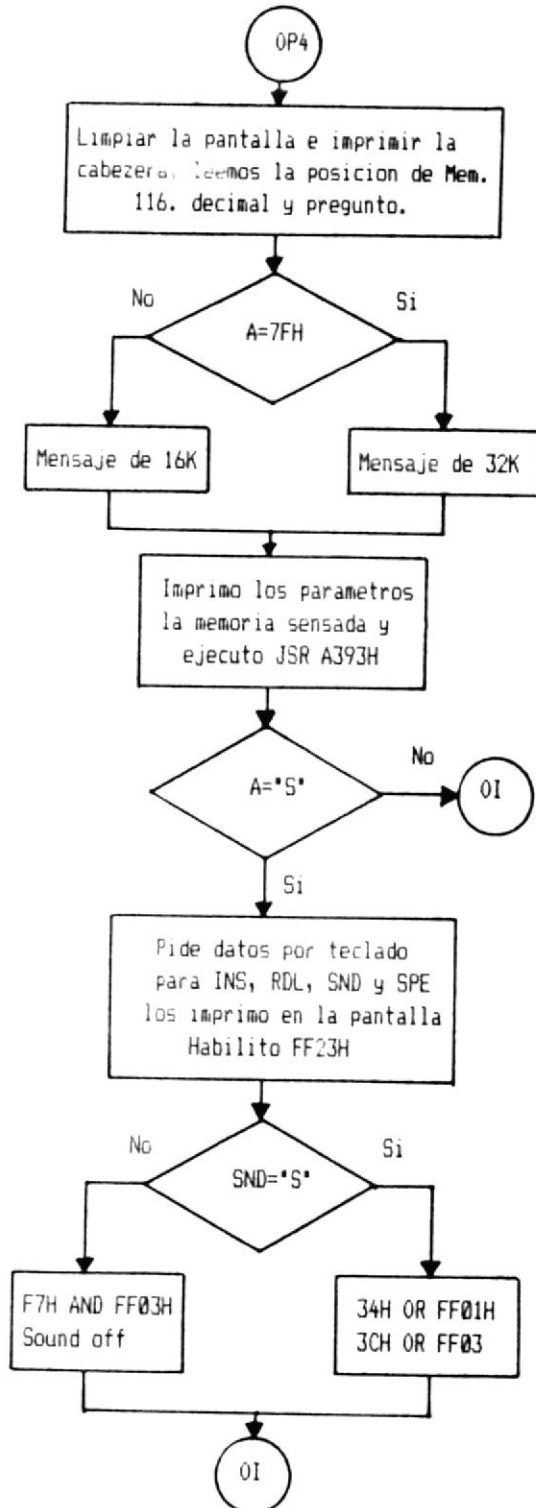 OP4
Limpiar la pantalla e imprimir la
cabezera, leemos la posicion de Mem.
116. decimal y pregunto.
No
Si
A=7FH
Mensaje de 16K
Mensaje de 32K
Imprimo los parametros
la memoria sensada y
ejecuto JSR A393H
A="S"
No
OI
Si
Pide datos por teclado
para INS, RDL, SND y SPE
los imprimo en la pantalla
Habilito FF23H
No
Si
SND="S"
F7H AND FF03H
Sound off
34H OR FF01H
3CH OR FF03
OI